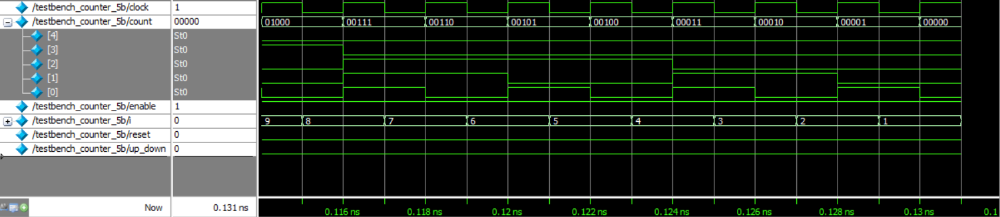 /testbench_counter_5b/clock 1
/testbench_counter_5b/count 00000 01000 00111 00110 00101 00100 00011 00010 00001 00000
[4] St0
[3] St0
[2] St0
[1] St0
[0] St0
/testbench_counter_5b/enable 1
/testbench_counter_5b/i 0 9 8 7 6 5 4 3 2 1
/testbench_counter_5b/reset 0
/testbench_counter_5b/up_down 0
Now 0.131 ns 0.116 ns 0.118 ns 0.12 ns 0.122 ns 0.124 ns 0.126 ns 0.128 ns 0.13 ns 0.1